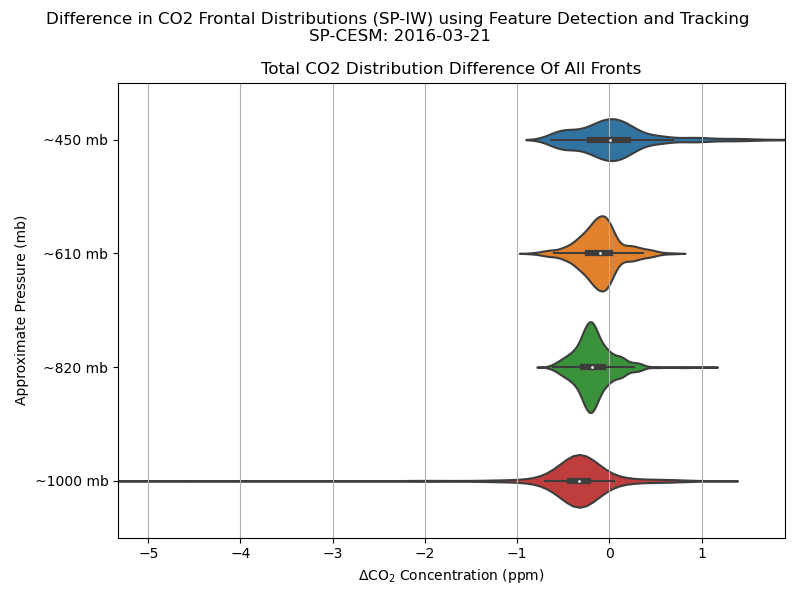 Difference in CO2 Frontal Distributions (SP-IW) using Feature Detection and Tracking
SP-CESM: 2016-03-21
Total CO2 Distribution Difference Of All Fronts
Approximate Pressure (mb)
~450 mb
~610 mb
~820 mb
~1000 mb
−5 −4 −3 −2 −1 0 1
ΔCO₂ Concentration (ppm)